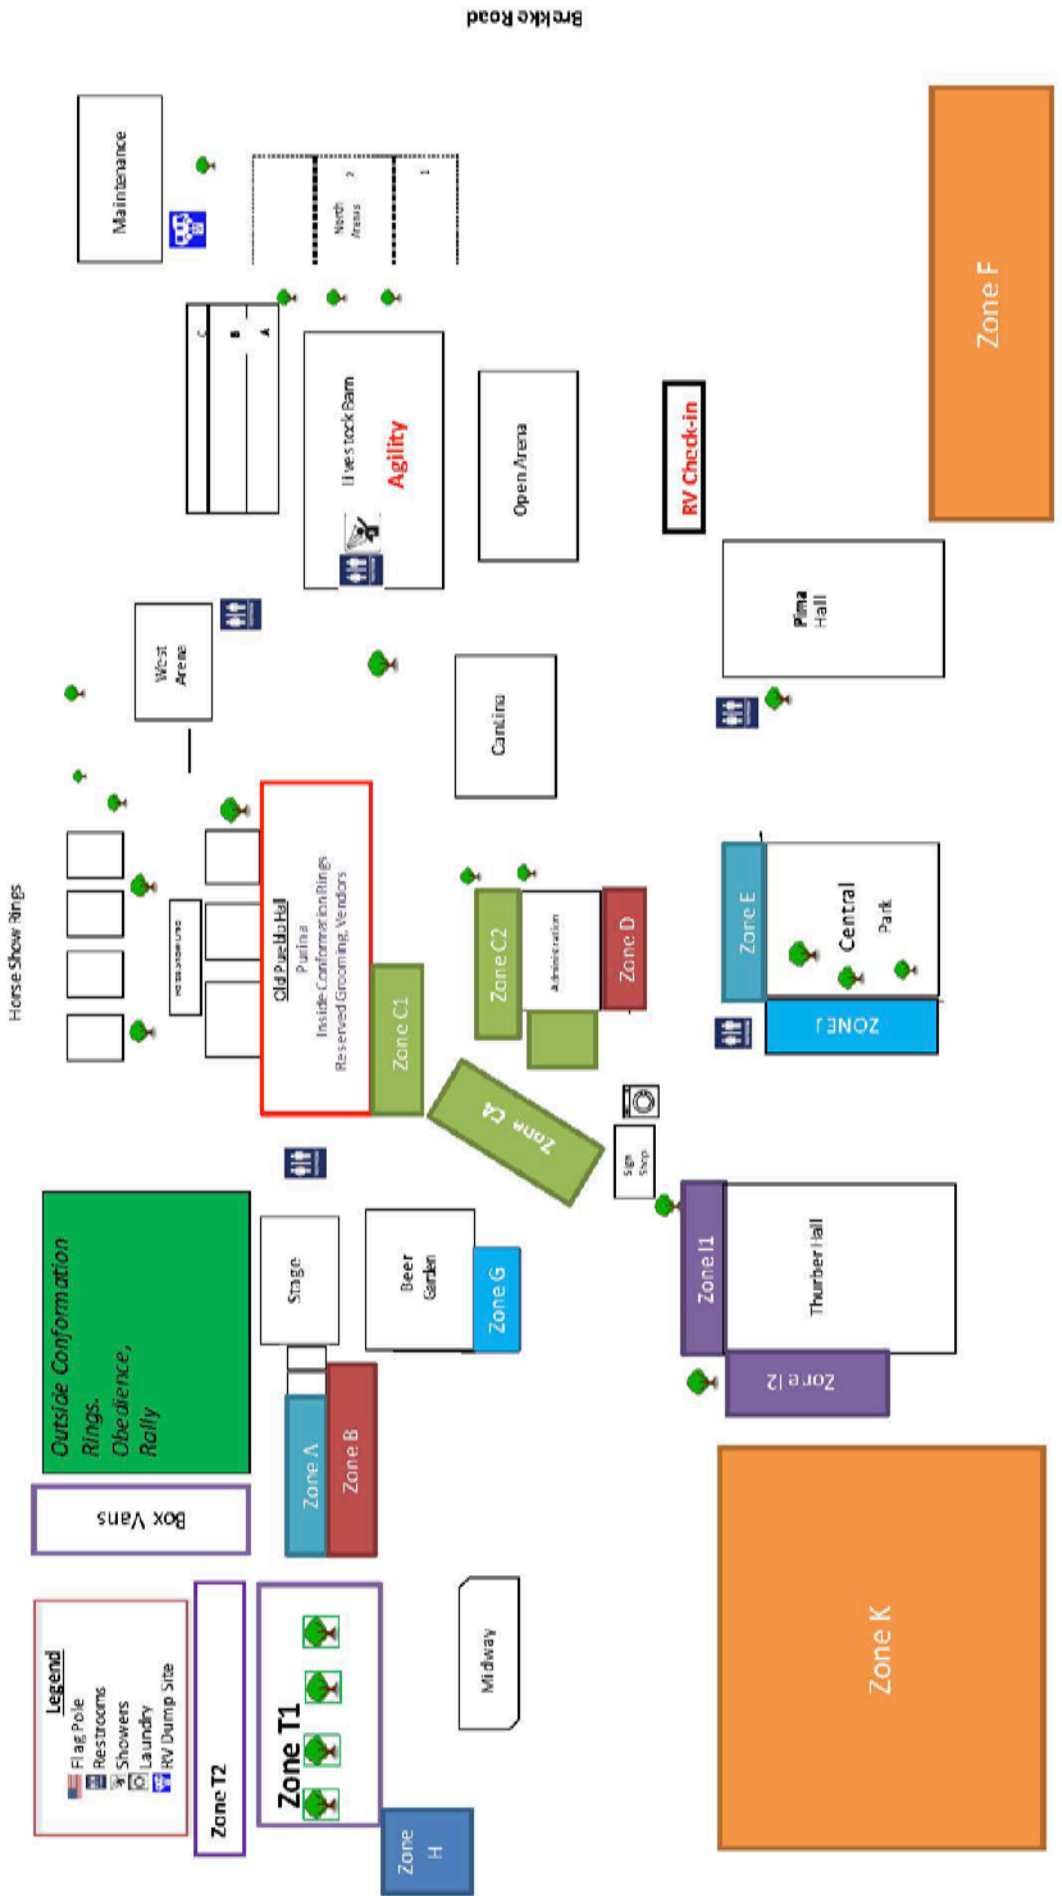 Brekke Road
Horse Show Rings
Maintenance
North
Arenas
2
1
C
B
A
Livestock Barn
Agility
Open Arena
RV Check-in
Zone F
West
Arena
Cantina
Pima
Hall
Old Pueblo Hall
Purina
Inside Conformation Rings
Reserved Grooming, Vendors
Zone C1
Zone C2
Administration
Zone D
Zone E
Central
Park
ZONE J
Zone C4
Sign
Shop
Outside Conformation
Rings.
Obedience,
Rally
Stage
Beer
Garden
Zone G
Zone I1
Thurber Hall
Zone I2
Zone A
Zone B
Box Vans
Legend
Flag Pole
Restrooms
Showers
Laundry
RV Dump Site
Zone T2
Zone T1
Midway
Zone
H
Zone K